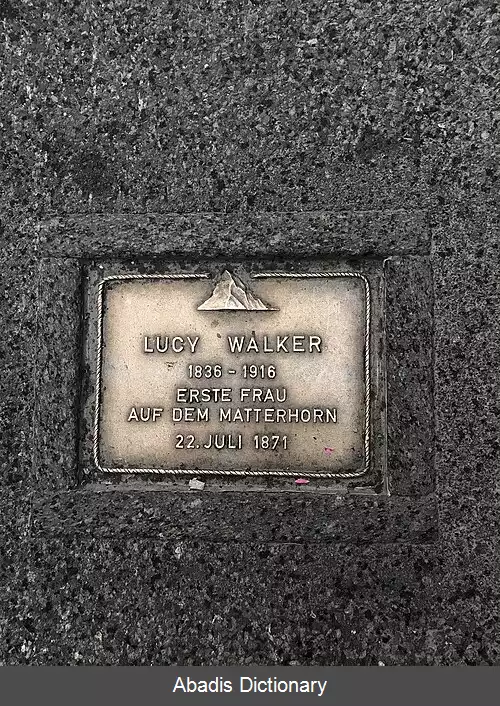 LUCY WALKER
1836 - 1916
ERSTE FRAU
AUF DEM MATTERHORN
22. JULI 1871
Abadis Dictionary